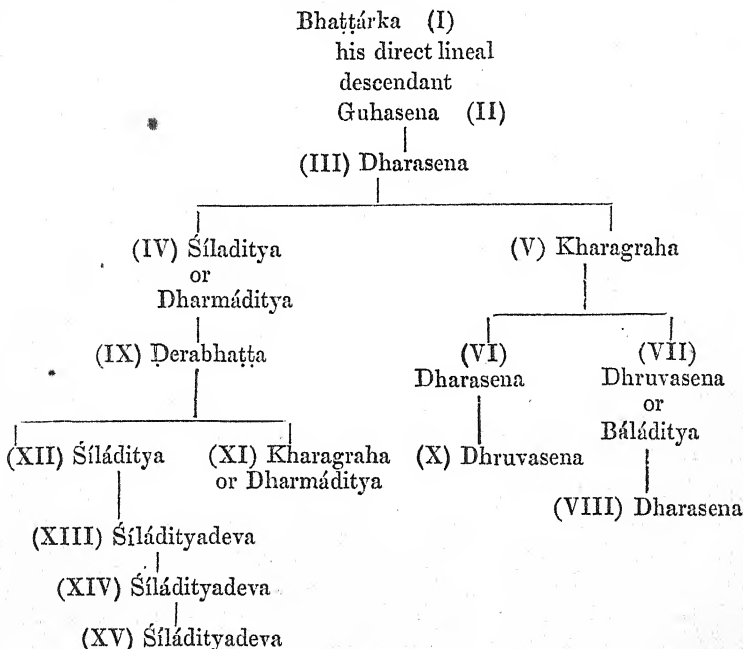 Bhaṭṭárka (I)
his direct lineal
descendant
Guhasena (II)
(III) Dharasena
(IV) Śíladitya
or
Dharmáditya
(V) Kharagraha
(IX) Ḍerabhaṭṭa
(VI)
Dharasena
(VII)
Dhruvasena
or
Báláditya
(XII) Śíláditya
(XI) Kharagraha
or Dharmáditya
(X) Dhruvasena
(VIII) Dharasena
(XIII) Śíládityadeva
(XIV) Śíládityadeva
(XV) Śíládityadeva